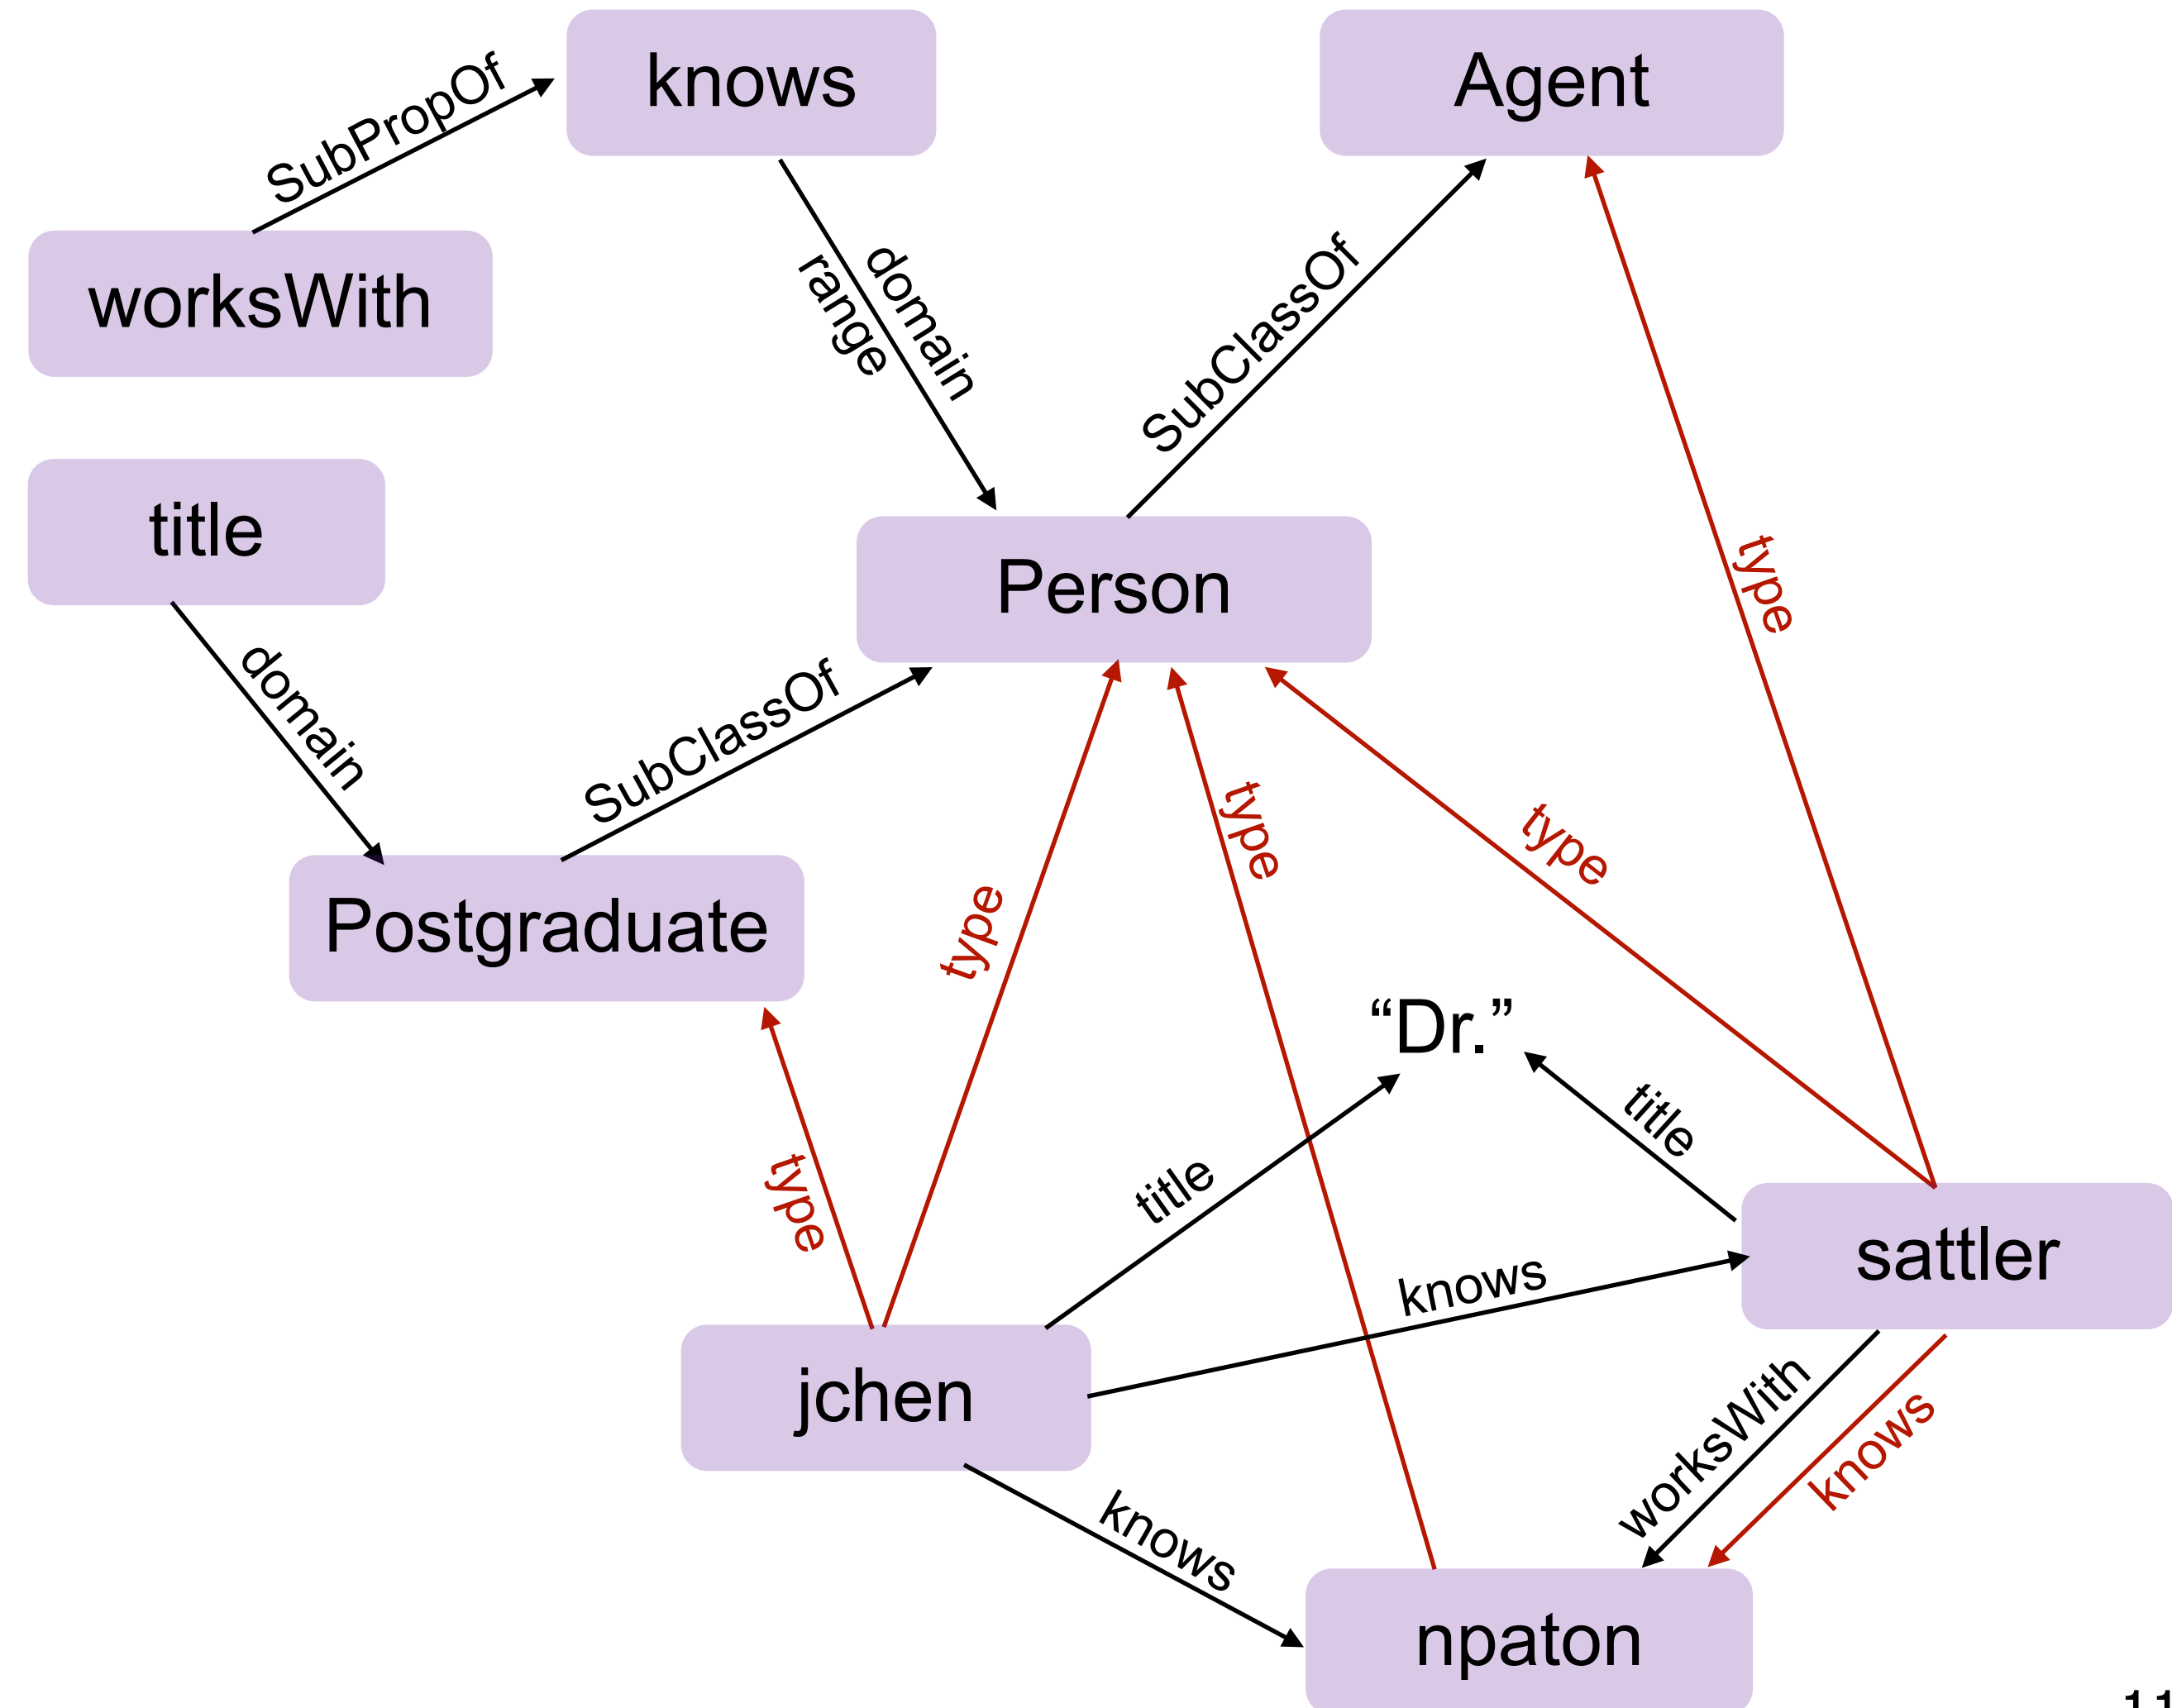 knows
Agent
SubPropOf
worksWith
domain
range
SubClassOf
title
Person
type
domain
SubClassOf
type
type
Postgraduate
type
“Dr.”
title
type
title
sattler
knows
jchen
worksWith
knows
knows
npaton
11